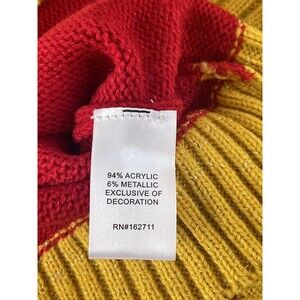 94% ACRYLIC
6% METALLIC
EXCLUSIVE OF
DECORATION
RN#162711